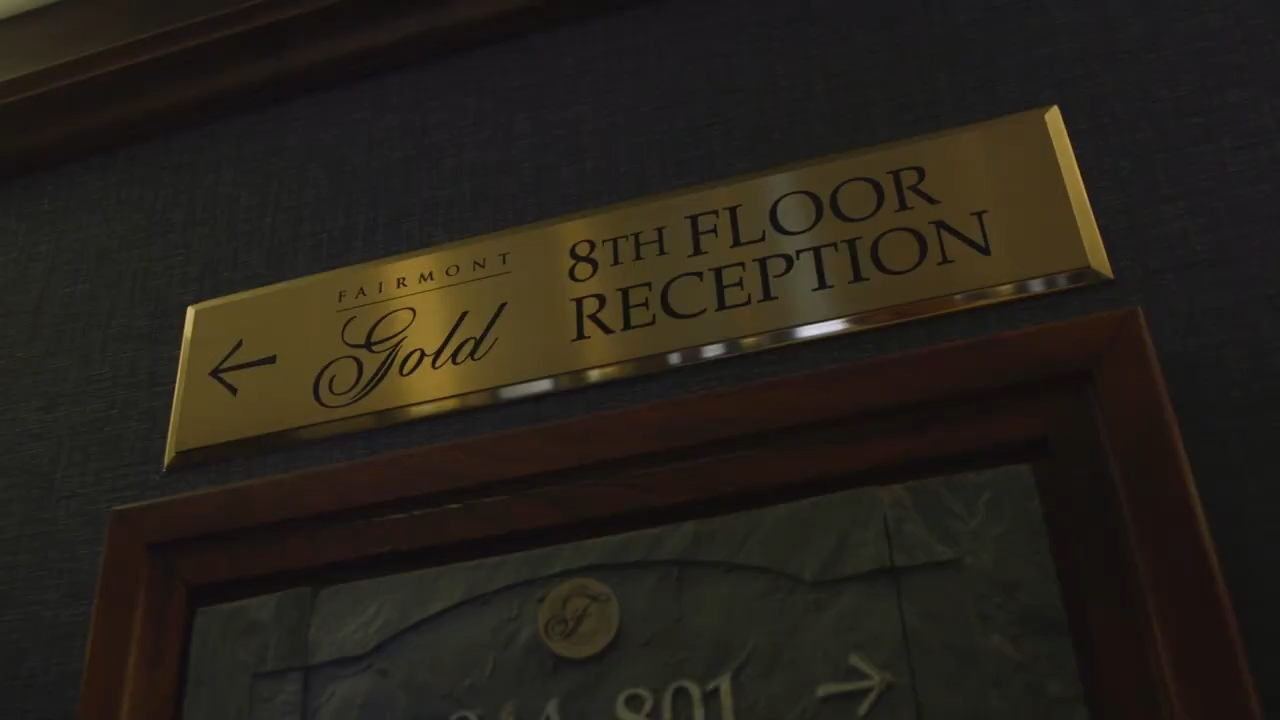 ← FAIRMONT
Gold
8TH FLOOR
RECEPTION
F
801 →